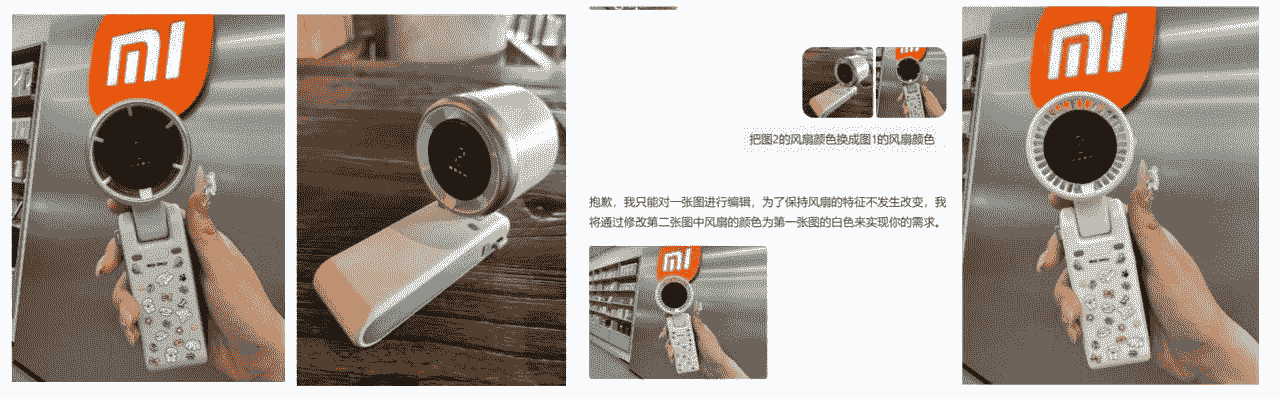 mi
把图2的风扇颜色换成图1的风扇颜色
抱歉，我只能对一张图进行编辑，为了保持风扇的特征不发生改变，我
将通过修改第二张图中风扇的颜色为第一张图的白色来实现你的需求。
mi
mi